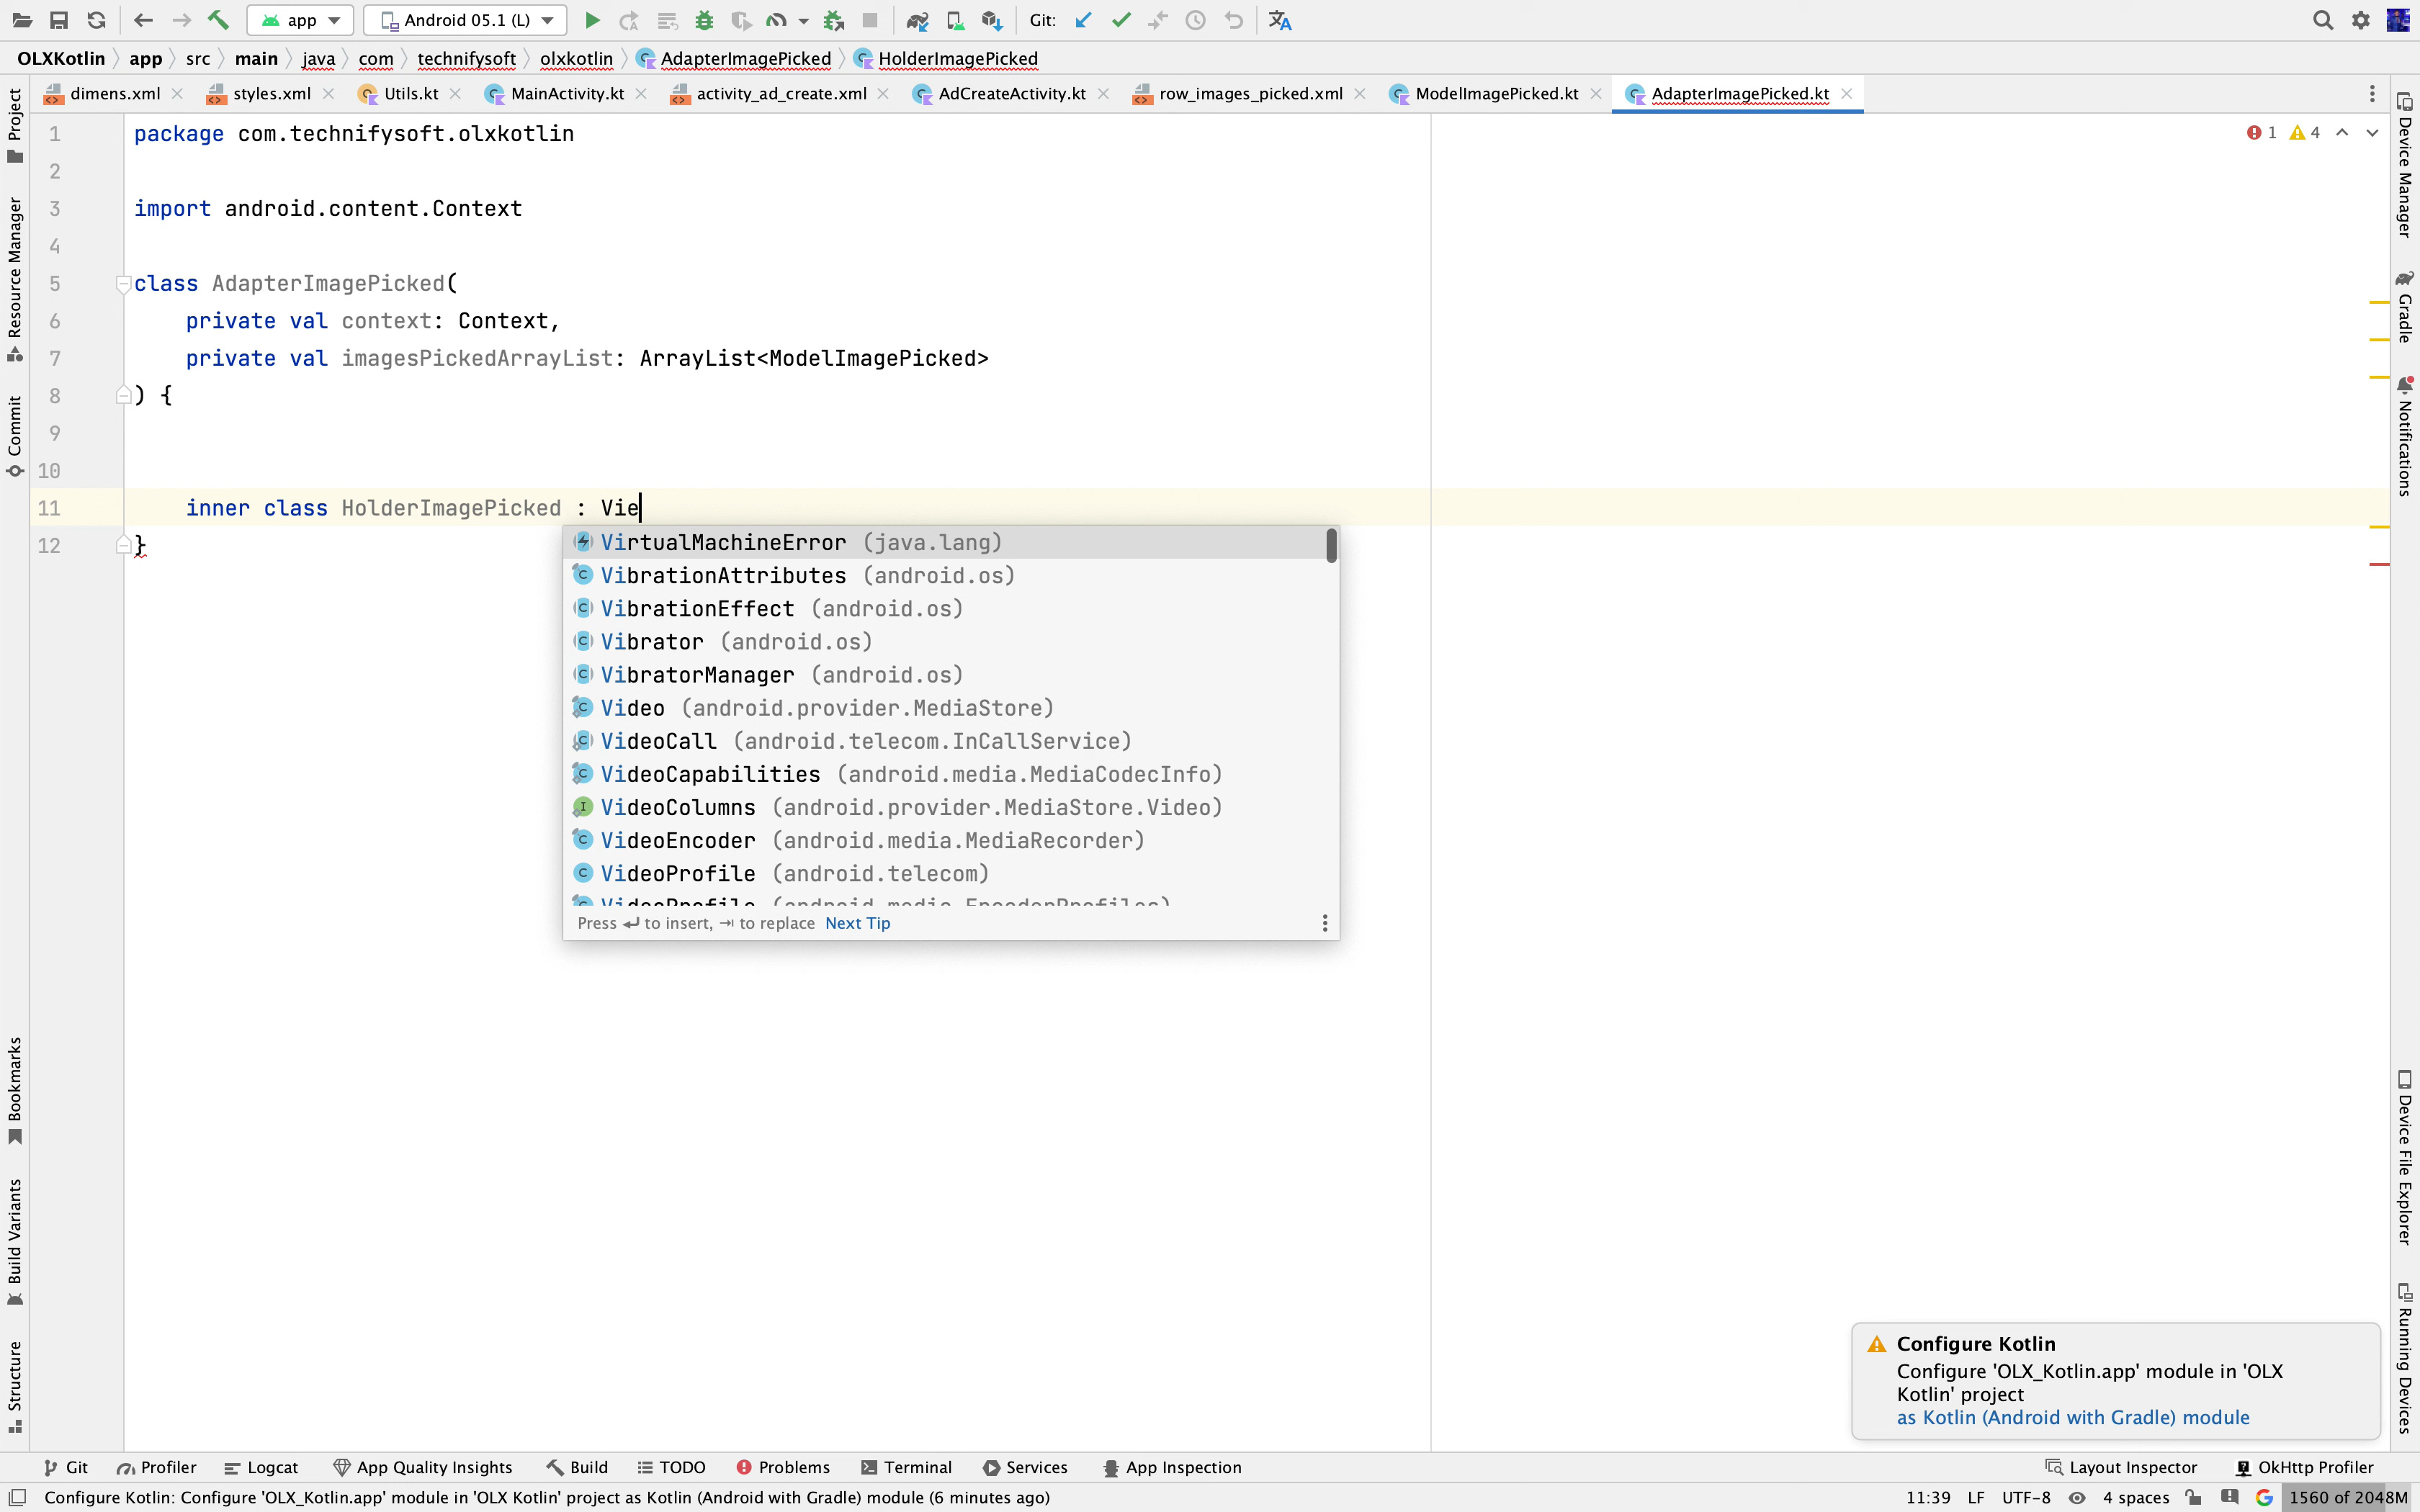 app
Android 05.1 (L)
Git:
OLXKotlin
app
src
main
java
com
technifysoft
olxkotlin
AdapterImagePicked
HolderImagePicked
dimens.xml
styles.xml
Utils.kt
MainActivity.kt
activity_ad_create.xml
AdCreateActivity.kt
row_images_picked.xml
ModelImagePicked.kt
AdapterImagePicked.kt
Project
Resource Manager
Commit
Bookmarks
Build Variants
Structure
1 package com.technifysoft.olxkotlin
2
3 import android.content.Context
4
5 class AdapterImagePicked(
6 private val context: Context,
7 private val imagesPickedArrayList: ArrayList<ModelImagePicked>
8 ) {
9
10
11 inner class HolderImagePicked : Vie
12 }
1
4
VirtualMachineError (java.lang)
VibrationAttributes (android.os)
VibrationEffect (android.os)
Vibrator (android.os)
VibratorManager (android.os)
Video (android.provider.MediaStore)
VideoCall (android.telecom.InCallService)
VideoCapabilities (android.media.MediaCodecInfo)
VideoColumns (android.provider.MediaStore.Video)
VideoEncoder (android.media.MediaRecorder)
VideoProfile (android.telecom)
VideoProfile (android.media.EncoderProfiles)
Press ↵ to insert, ⇥ to replace Next Tip
Device Manager
Gradle
Notifications
Device File Explorer
Running Devices
Configure Kotlin
Configure 'OLX_Kotlin.app' module in 'OLX
Kotlin' project
as Kotlin (Android with Gradle) module
Git
Profiler
Logcat
App Quality Insights
Build
TODO
Problems
Terminal
Services
App Inspection
Layout Inspector
OkHttp Profiler
Configure Kotlin: Configure 'OLX_Kotlin.app' module in 'OLX Kotlin' project as Kotlin (Android with Gradle) module (6 minutes ago)
11:39
LF
UTF-8
4 spaces
1560 of 2048M